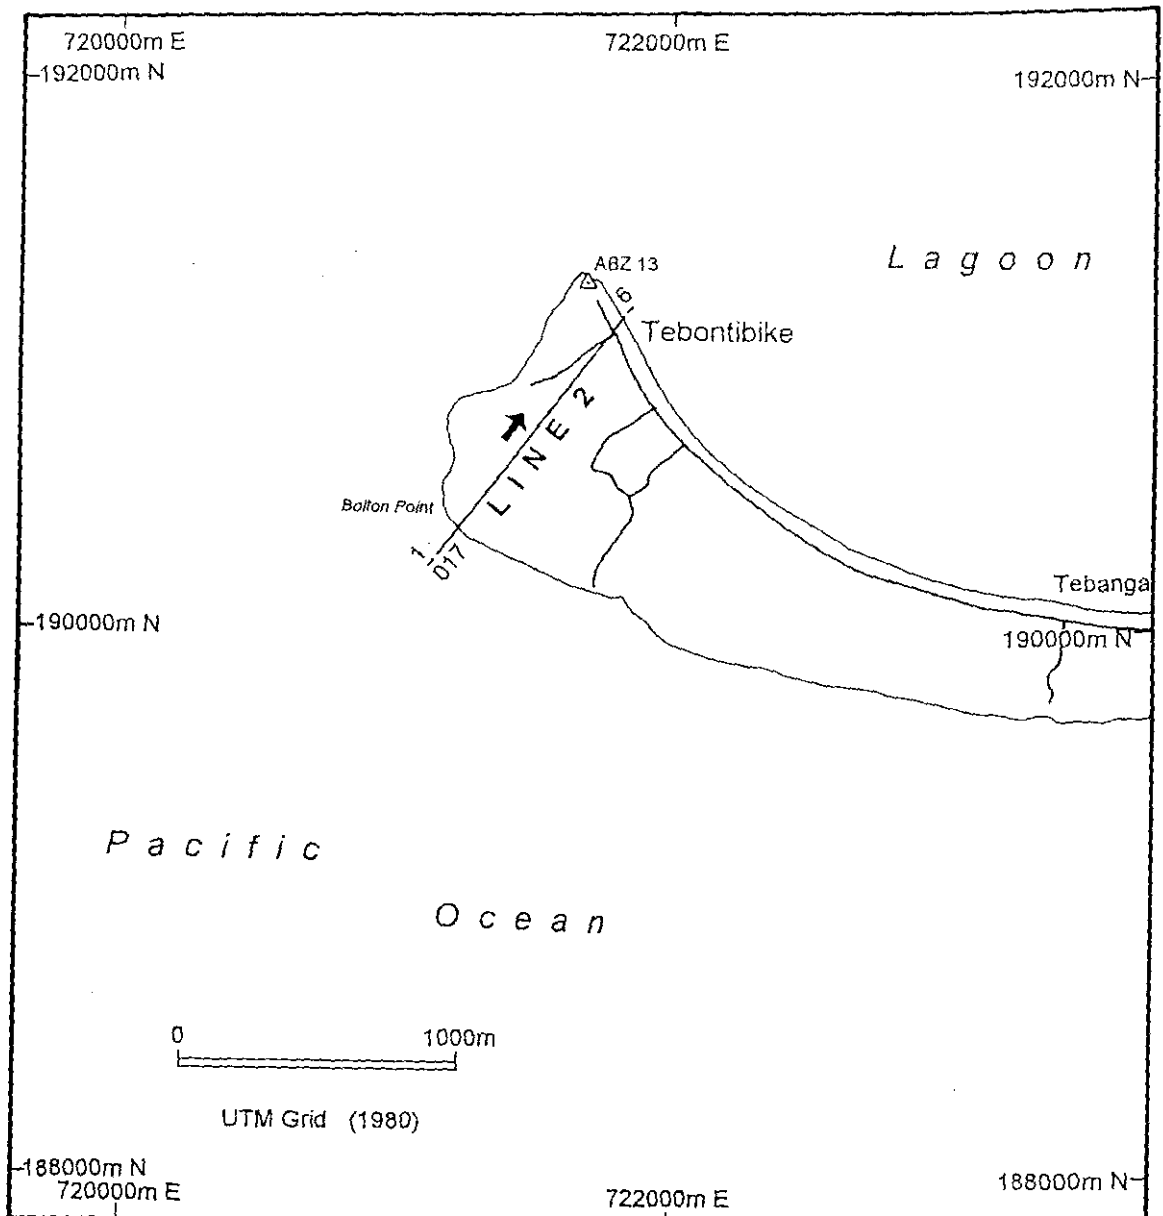 720000m E
722000m E
192000m N
192000m N
Lagoon
ABZ 13
6
Tebontibike
LINE 2
Bolton Point
1
017
Tebanga
190000m N
190000m N
Pacific
Ocean
0 1000m
UTM Grid (1980)
188000m N
188000m N
720000m E
722000m E